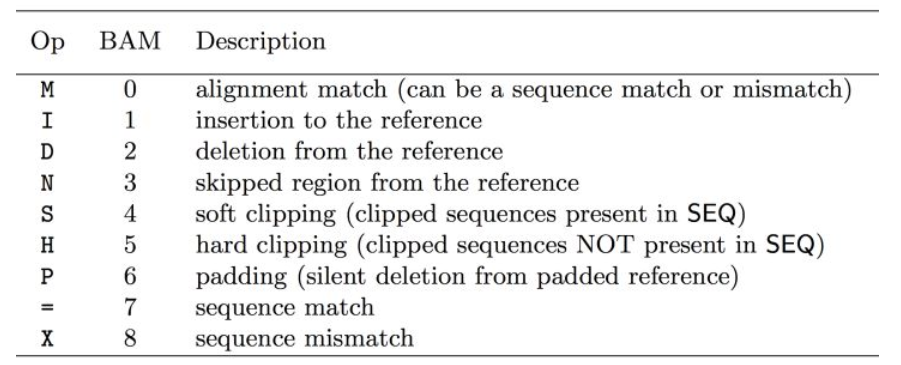 Op BAM Description
M 0 alignment match (can be a sequence match or mismatch)
I 1 insertion to the reference
D 2 deletion from the reference
N 3 skipped region from the reference
S 4 soft clipping (clipped sequences present in SEQ)
H 5 hard clipping (clipped sequences NOT present in SEQ)
P 6 padding (silent deletion from padded reference)
= 7 sequence match
X 8 sequence mismatch